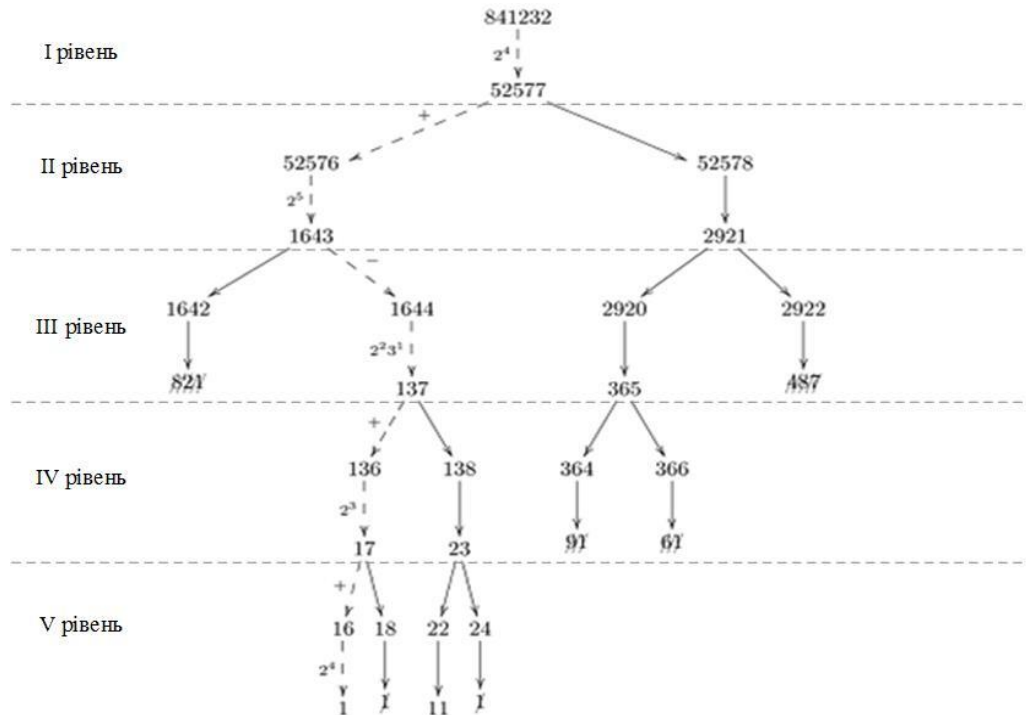 841232
I рівень
2⁴
52577
+
II рівень
52576 52578
2⁵
1643 2921
−
1642 1644 2920 2922
III рівень
2²3¹
821 137 365 487
+
136 138 364 366
IV рівень
2³
91 61
17 23
+
V рівень
16 18 22 24
2⁴
1 1 11 1